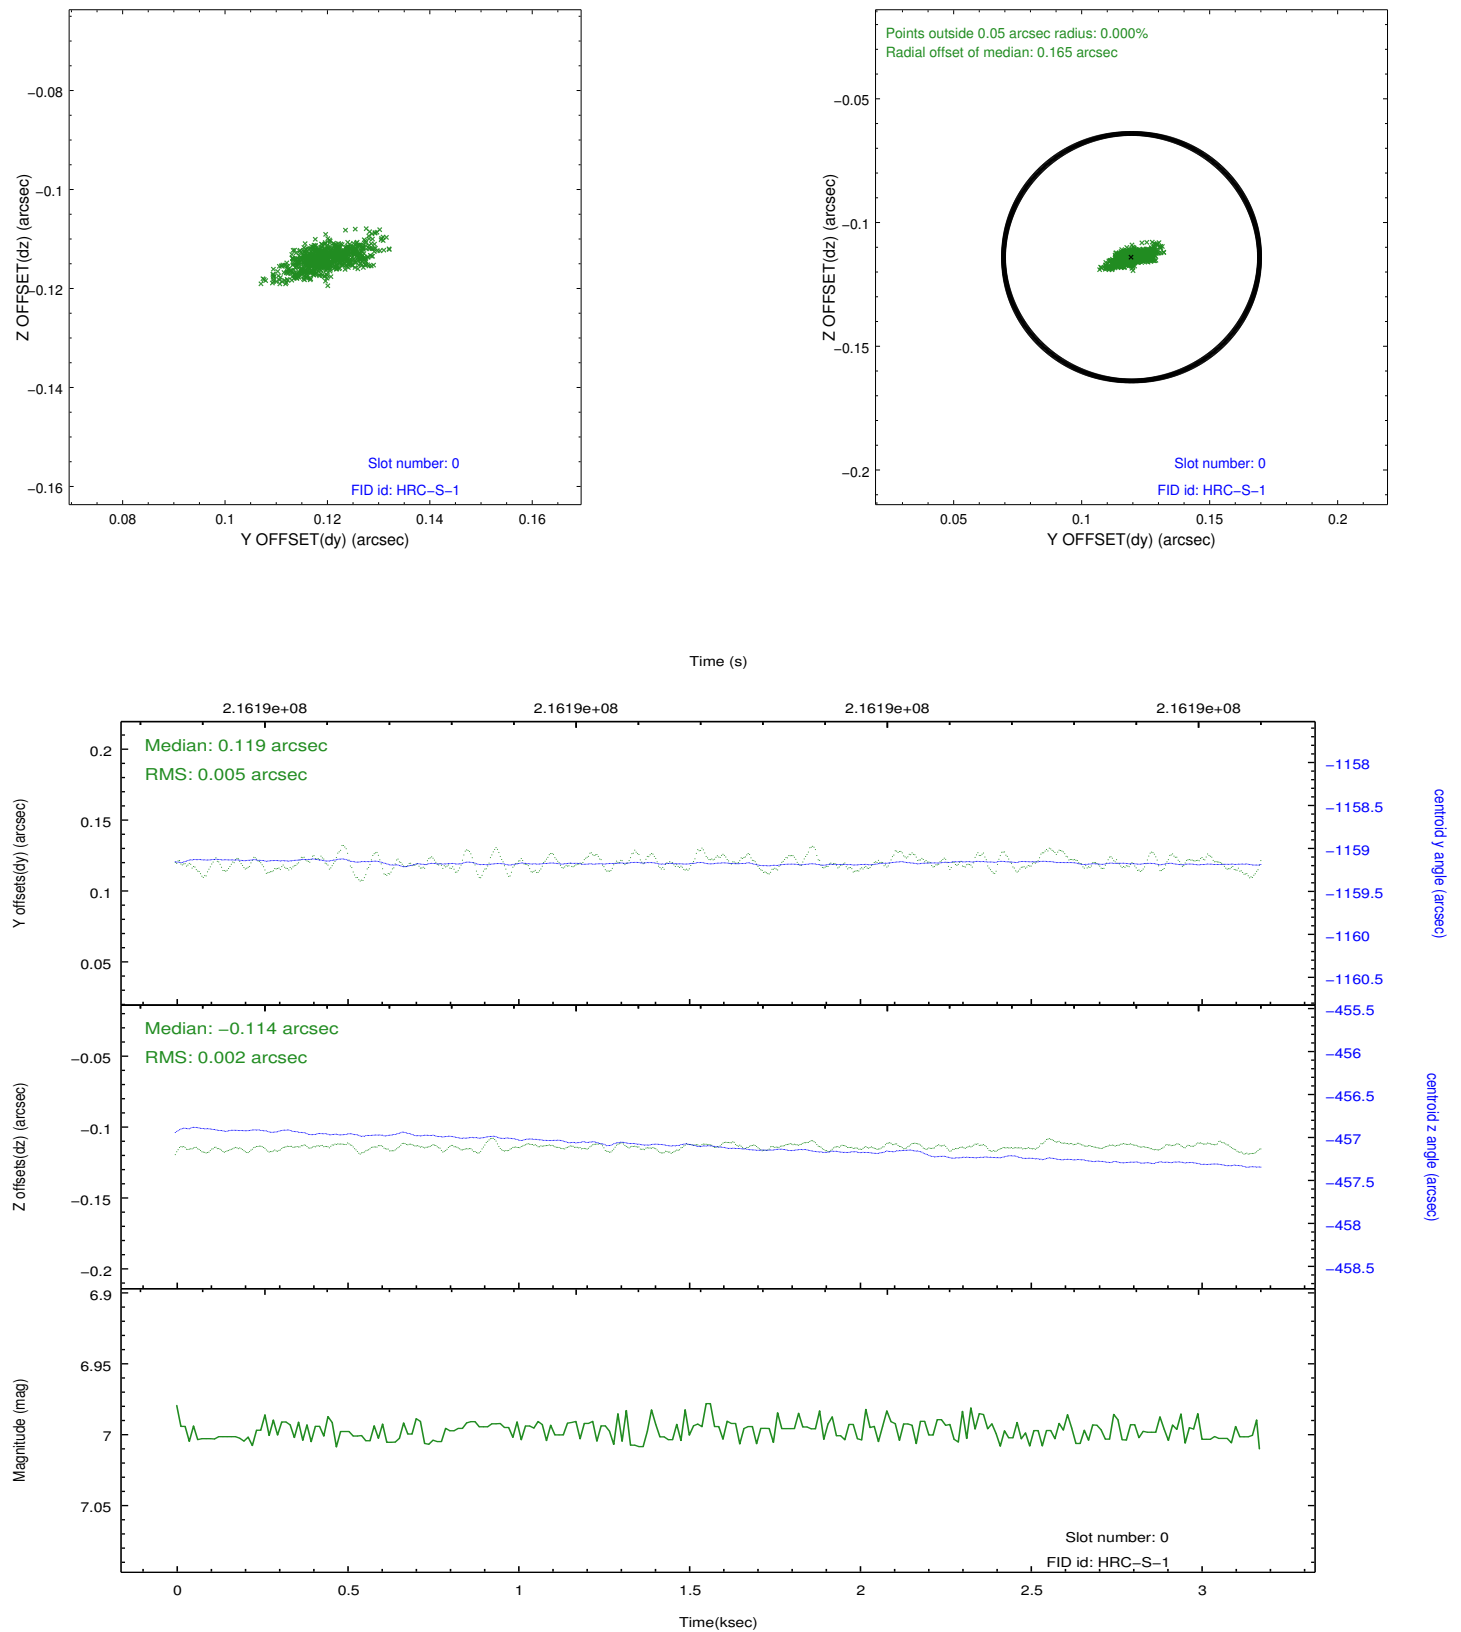 Z OFFSET(dz) (arcsec)
−0.08
−0.1
−0.12
−0.14
−0.16
Slot number: 0
FID id: HRC−S−1
0.08 0.1 0.12 0.14 0.16
Y OFFSET(dy) (arcsec)
Points outside 0.05 arcsec radius: 0.000%
Radial offset of median: 0.165 arcsec
Z OFFSET(dz) (arcsec)
−0.05
−0.1
−0.15
−0.2
Slot number: 0
FID id: HRC−S−1
0.05 0.1 0.15 0.2
Y OFFSET(dy) (arcsec)
Time (s)
2.1619e+08 2.1619e+08 2.1619e+08 2.1619e+08
Median: 0.119 arcsec
RMS: 0.005 arcsec
Y offsets(dy) (arcsec)
0.2
0.15
0.1
0.05
−1158
−1158.5
−1159
−1159.5
−1160
−1160.5
centroid y angle (arcsec)
Median: −0.114 arcsec
RMS: 0.002 arcsec
Z offsets(dz) (arcsec)
−0.05
−0.1
−0.15
−0.2
−455.5
−456
−456.5
−457
−457.5
−458
−458.5
centroid z angle (arcsec)
Magnitude (mag)
6.9
6.95
7
7.05
Slot number: 0
FID id: HRC−S−1
0 0.5 1 1.5 2 2.5 3
Time(ksec)